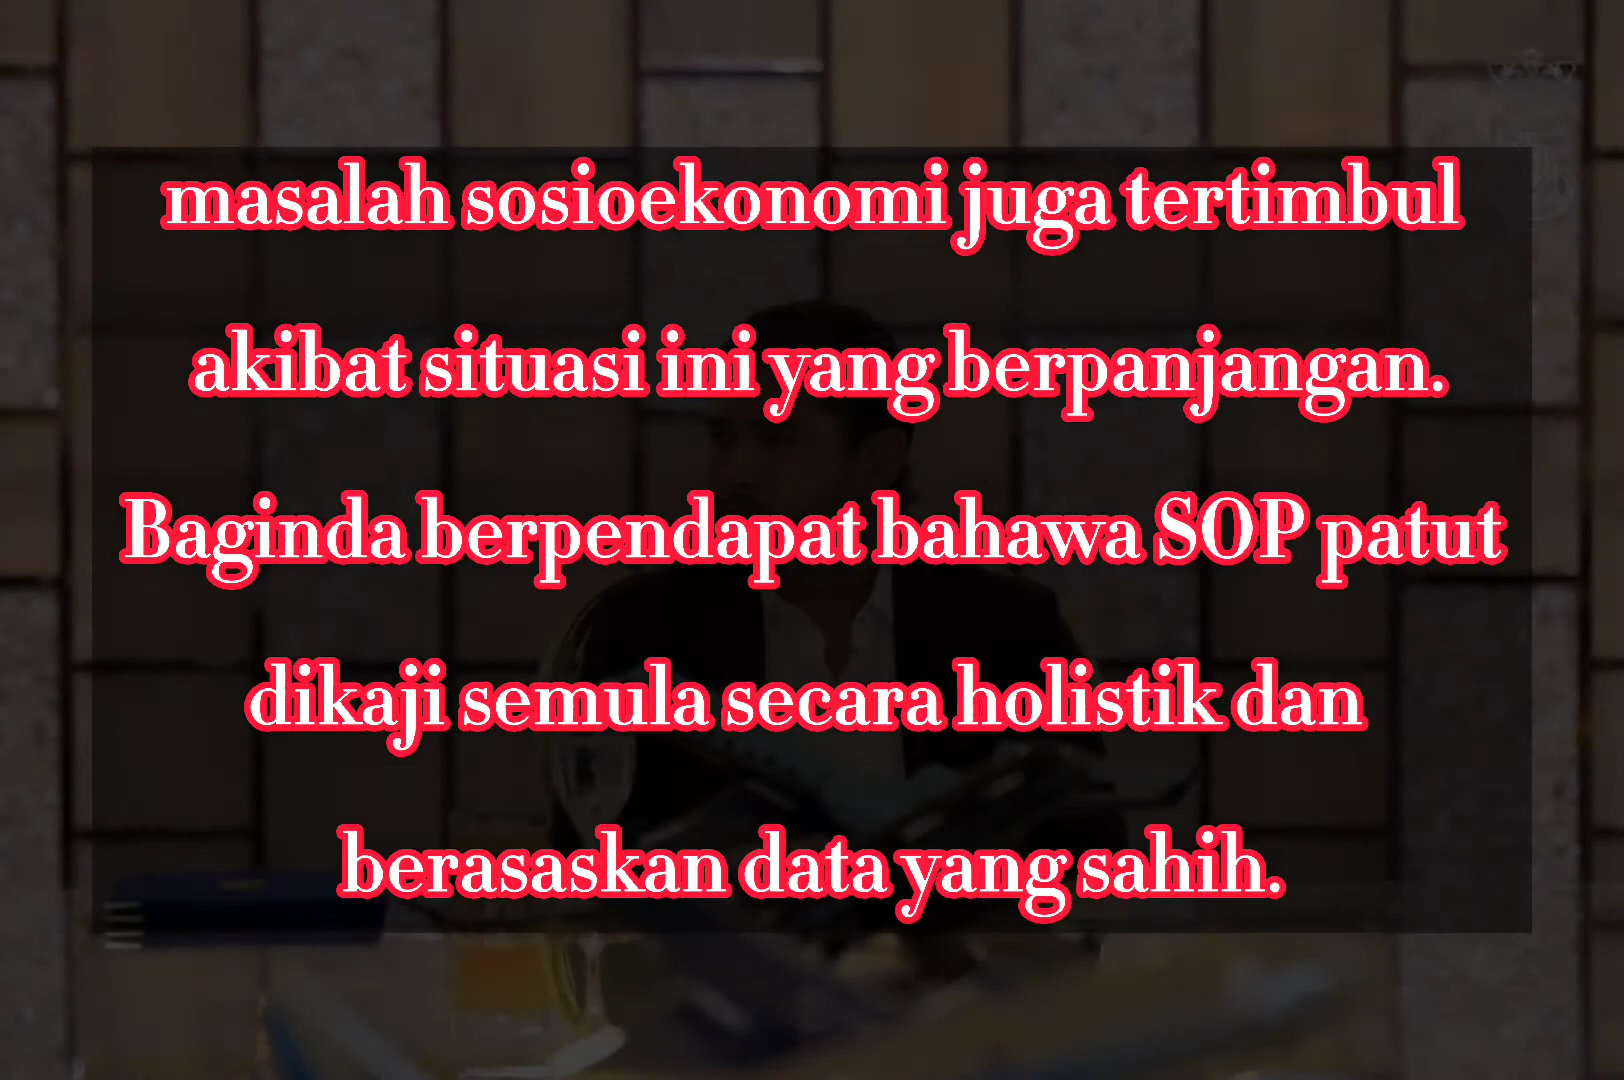 masalah sosioekonomi juga tertimbul
akibat situasi ini yang berpanjangan.
Baginda berpendapat bahawa SOP patut
dikaji semula secara holistik dan
berasaskan data yang sahih.